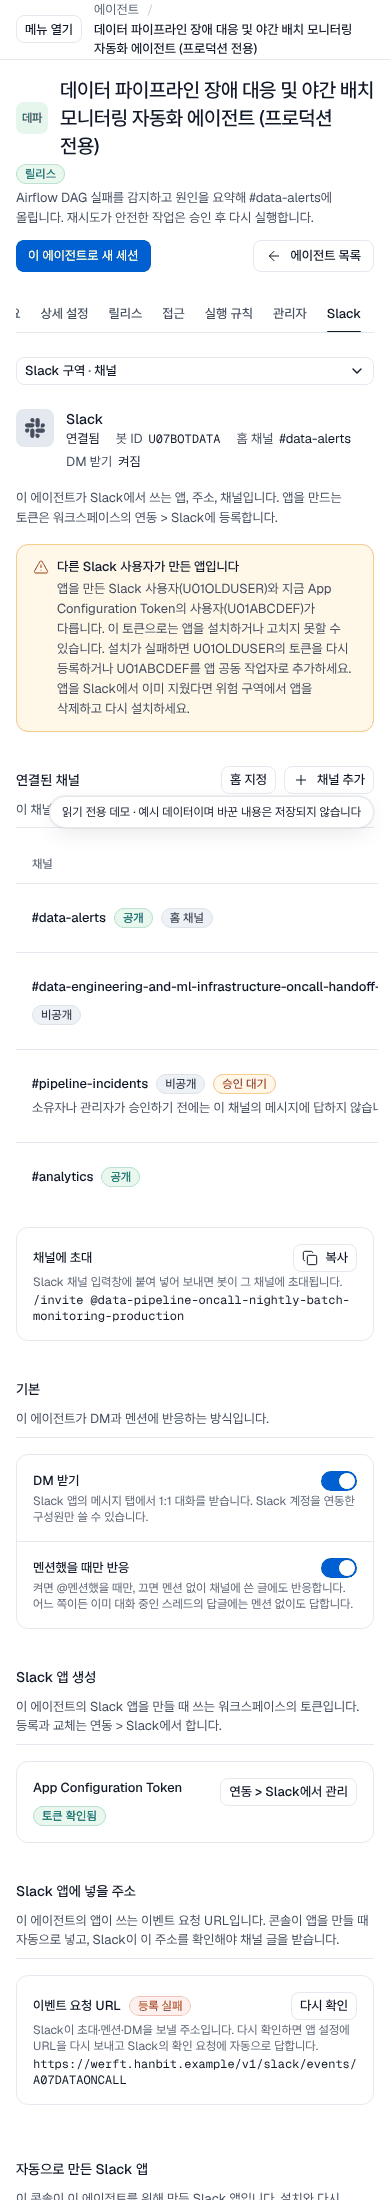 메뉴 열기
에이전트 /
데이터 파이프라인 장애 대응 및 야간 배치 모니터링
자동화 에이전트 (프로덕션 전용)
데파
데이터 파이프라인 장애 대응 및 야간 배치
모니터링 자동화 에이전트 (프로덕션
전용)
릴리스
Airflow DAG 실패를 감지하고 원인을 요약해 #data-alerts에
올립니다. 재시도가 안전한 작업은 승인 후 다시 실행합니다.
이 에이전트로 새 세션
에이전트 목록
상세 설정 릴리스 접근 실행 규칙 관리자 Slack
Slack 구역 · 채널
Slack
연결됨 봇 ID U07BOTDATA 홈 채널 #data-alerts
DM 받기 켜짐
이 에이전트가 Slack에서 쓰는 앱, 주소, 채널입니다. 앱을 만드는
토큰은 워크스페이스의 연동 > Slack에 등록합니다.
다른 Slack 사용자가 만든 앱입니다
앱을 만든 Slack 사용자(U01OLDUSER)와 지금 App
Configuration Token의 사용자(U01ABCDEF)가
다릅니다. 이 토큰으로는 앱을 설치하거나 고치지 못할 수
있습니다. 설치가 실패하면 U01OLDUSER의 토큰을 다시
등록하거나 U01ABCDEF를 앱 공동 작업자로 추가하세요.
앱을 Slack에서 이미 지웠다면 위험 구역에서 앱을
삭제하고 다시 설치하세요.
연결된 채널
홈 지정
채널 추가
이 채널
읽기 전용 데모 · 예시 데이터이며 바꾼 내용은 저장되지 않습니다
채널
#data-alerts 공개 홈 채널
#data-engineering-and-ml-infrastructure-oncall-handoff-
비공개
#pipeline-incidents 비공개 승인 대기
소유자나 관리자가 승인하기 전에는 이 채널의 메시지에 답하지 않습니
#analytics 공개
채널에 초대
복사
Slack 채널 입력창에 붙여 넣어 보내면 봇이 그 채널에 초대됩니다.
/invite @data-pipeline-oncall-nightly-batch-
monitoring-production
기본
이 에이전트가 DM과 멘션에 반응하는 방식입니다.
DM 받기
Slack 앱의 메시지 탭에서 1:1 대화를 받습니다. Slack 계정을 연동한
구성원만 쓸 수 있습니다.
멘션했을 때만 반응
켜면 @멘션했을 때만, 끄면 멘션 없이 채널에 쓴 글에도 반응합니다.
어느 쪽이든 이미 대화 중인 스레드의 답글에는 멘션 없이도 답합니다.
Slack 앱 생성
이 에이전트의 Slack 앱을 만들 때 쓰는 워크스페이스의 토큰입니다.
등록과 교체는 연동 > Slack에서 합니다.
App Configuration Token
토큰 확인됨
연동 > Slack에서 관리
Slack 앱에 넣을 주소
이 에이전트의 앱이 쓰는 이벤트 요청 URL입니다. 콘솔이 앱을 만들 때
자동으로 넣고, Slack이 이 주소를 확인해야 채널 글을 받습니다.
이벤트 요청 URL 등록 실패
다시 확인
Slack이 초대·멘션·DM을 보낼 주소입니다. 다시 확인하면 앱 설정에
URL을 다시 보내고 Slack의 확인 요청에 자동으로 답합니다.
https://werft.hanbit.example/v1/slack/events/
A07DATAONCALL
자동으로 만든 Slack 앱
이 콘솔이 이 에이전트를 위해 만든 Slack 앱입니다. 설치와 다시